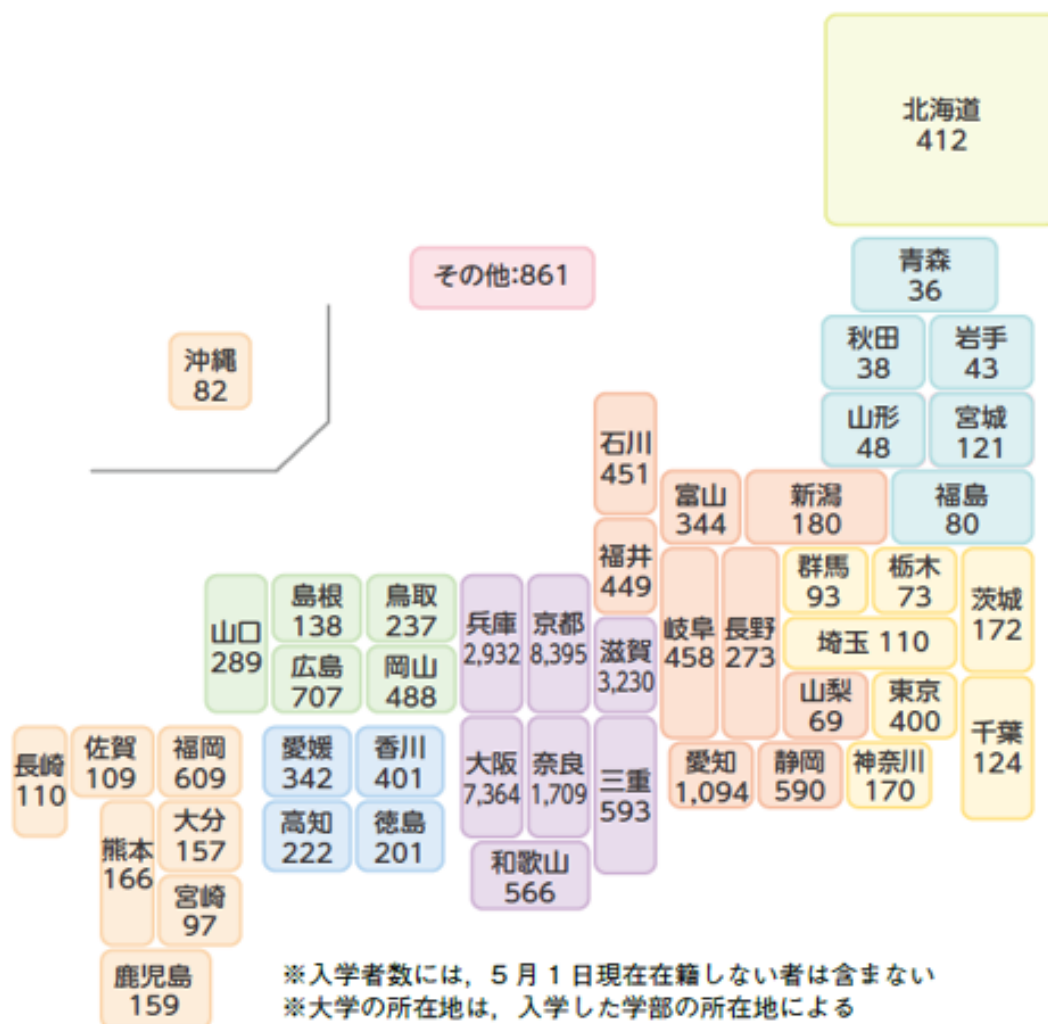 北海道
412
青森
36
その他:861
秋田
38
岩手
43
沖縄
82
山形
48
宮城
121
石川
451
富山
344
新潟
180
福島
80
福井
449
群馬
93
栃木
73
茨城
172
山口
289
島根
138
鳥取
237
兵庫
2,932
京都
8,395
滋賀
3,230
岐阜
458
長野
273
埼玉 110
広島
707
岡山
488
山梨
69
東京
400
千葉
124
長崎
110
佐賀
109
福岡
609
愛媛
342
香川
401
大阪
7,364
奈良
1,709
三重
593
愛知
1,094
静岡
590
神奈川
170
熊本
166
大分
157
高知
222
徳島
201
和歌山
566
宮崎
97
鹿児島
159
※入学者数には，5月1日現在在籍しない者は含まない
※大学の所在地は，入学した学部の所在地による